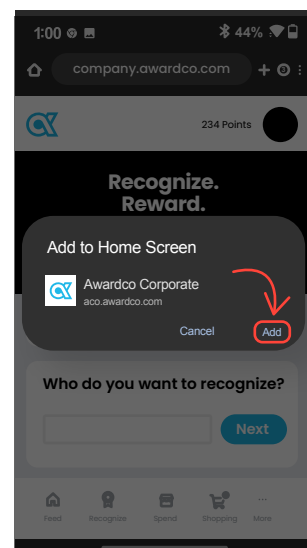 1:00
44%
company.awardco.com
234 Points
Recognize.
Reward.
Add to Home Screen
Awardco Corporate
aco.awardco.com
Cancel
Add
Who do you want to recognize?
Next
Feed
Recognize
Spend
Shopping
More